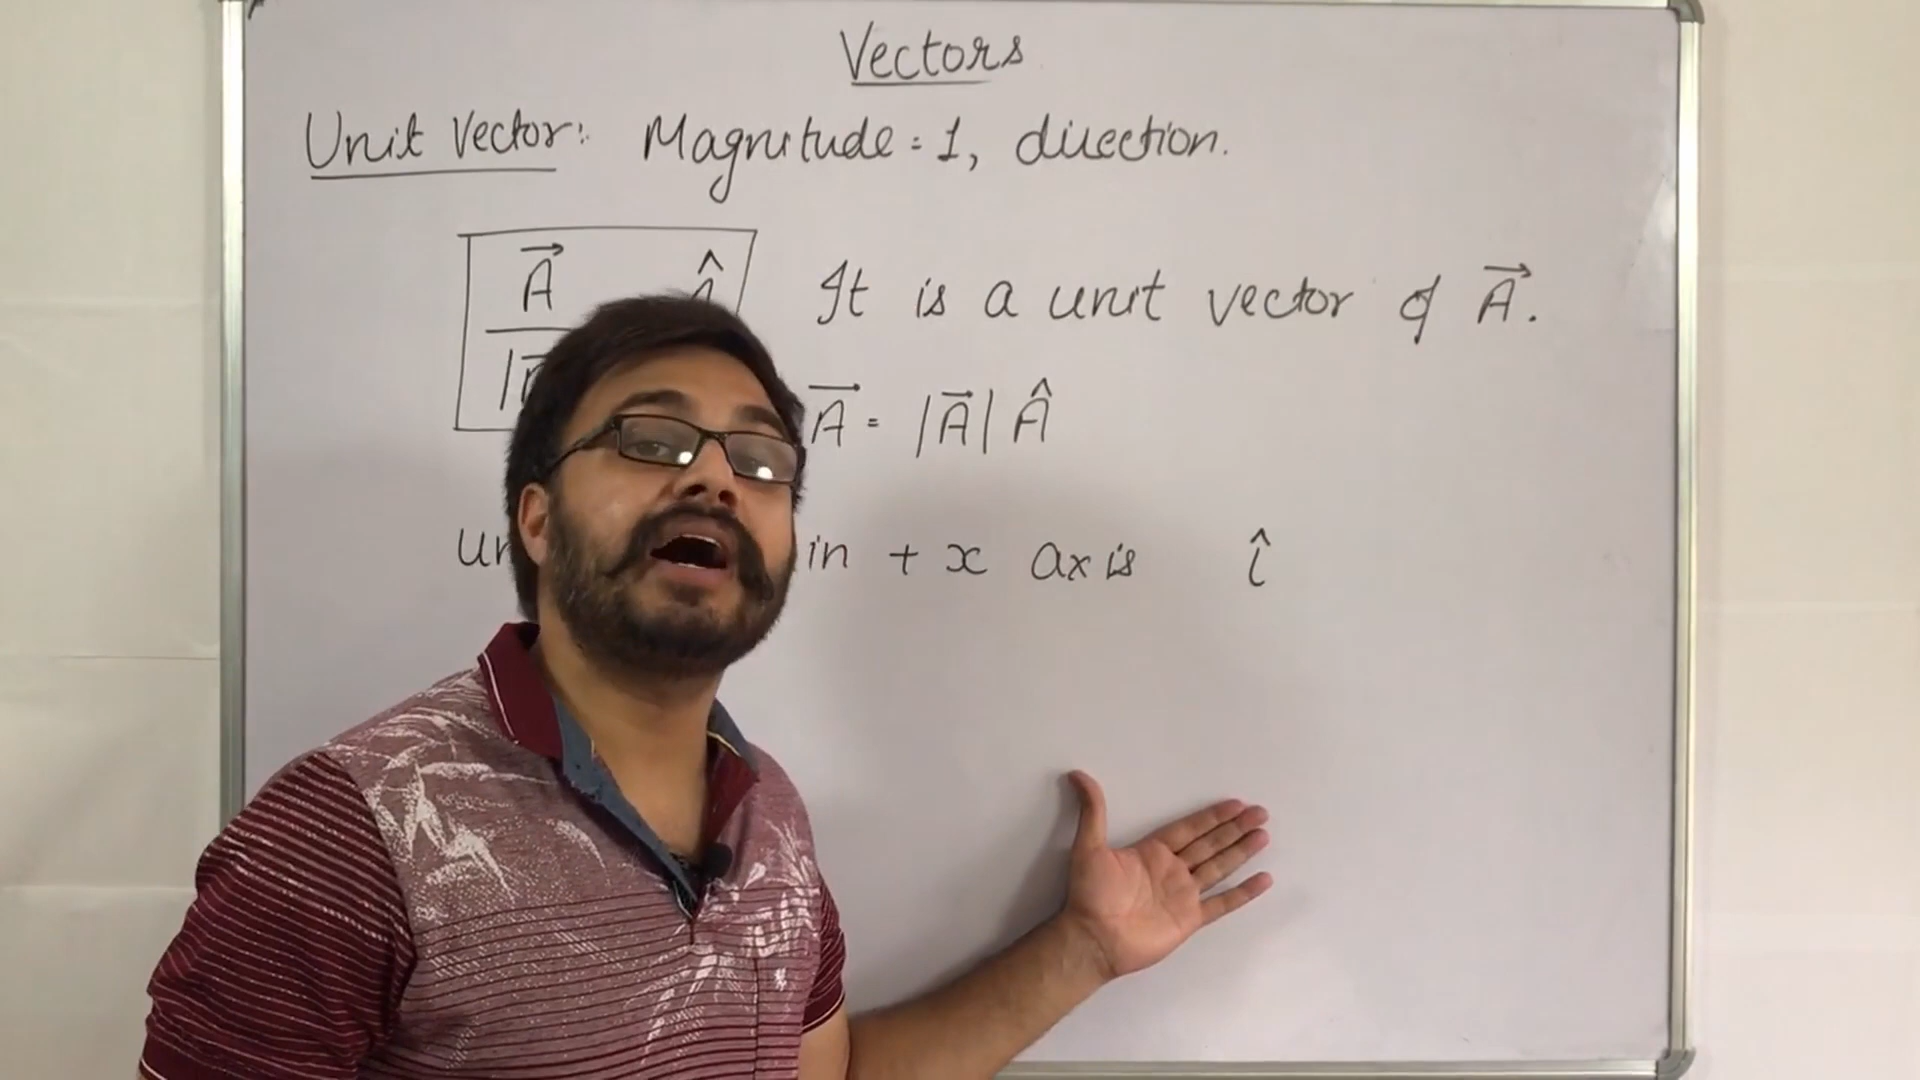 Vectors
Unit Vector: Magnitude = 1, direction.
A⃗ Â It is a unit vector of A⃗.
A⃗ = |A⃗| Â
in + x axis î